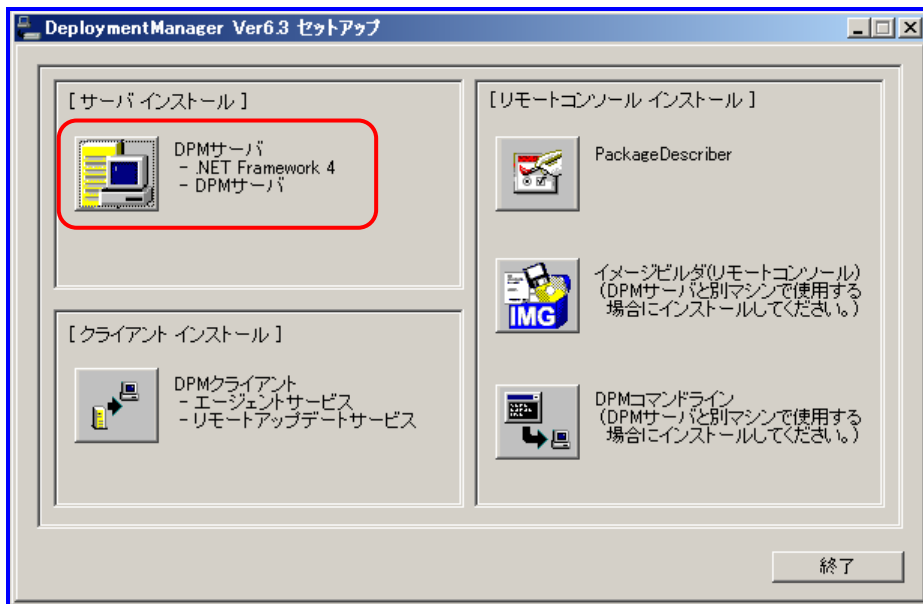 DeploymentManager Ver6.3 セットアップ
[ サーバ インストール ]
DPMサーバ
- .NET Framework 4
- DPMサーバ
[ クライアント インストール ]
DPMクライアント
- エージェントサービス
- リモートアップデートサービス
[ リモートコンソール インストール ]
PackageDescriber
IMG
イメージビルダ(リモートコンソール)
(DPMサーバと別マシンで使用する
場合にインストールしてください。)
DPMコマンドライン
(DPMサーバと別マシンで使用する
場合にインストールしてください。)
終了